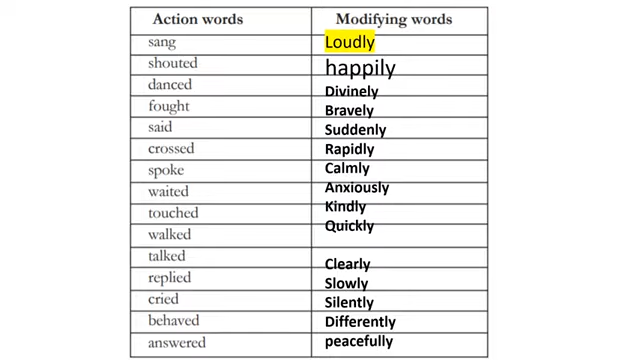 Action words Modifying words
sang Loudly
shouted happily
danced Divinely
fought Bravely
said Suddenly
crossed Rapidly
spoke Calmly
waited Anxiously
touched Kindly
walked Quickly
talked Clearly
replied Slowly
cried Silently
behaved Differently
answered peacefully